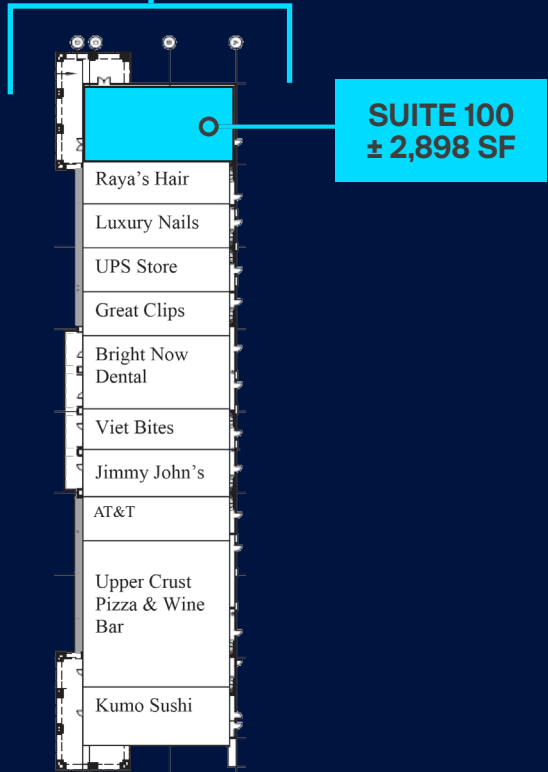 SUITE 100
± 2,898 SF
Raya's Hair
Luxury Nails
UPS Store
Great Clips
Bright Now
Dental
Viet Bites
Jimmy John's
AT&T
Upper Crust
Pizza & Wine
Bar
Kumo Sushi